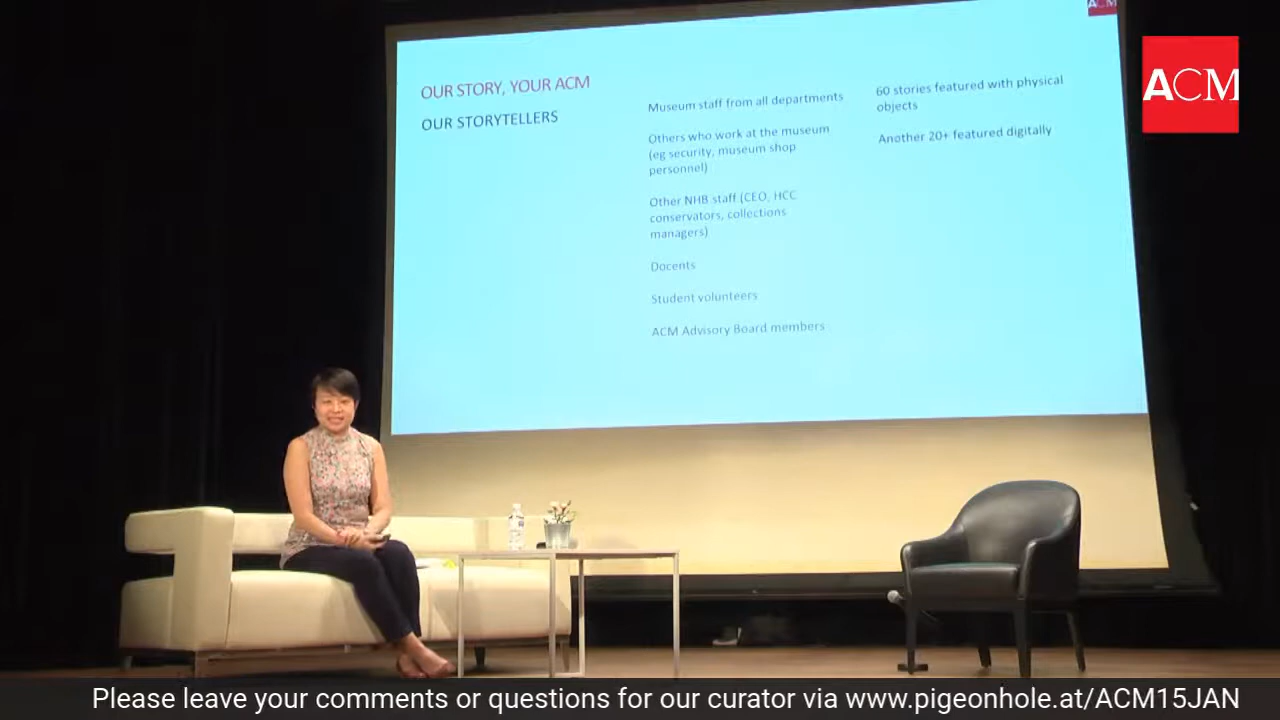 ACM
ACM
OUR STORY, YOUR ACM
OUR STORYTELLERS
Museum staff from all departments
Others who work at the museum
(eg security, museum shop
personnel)
Other NHB staff (CEO, HCC
conservators, collections
managers)
Docents
Student volunteers
ACM Advisory Board members
60 stories featured with physical
objects
Another 20+ featured digitally
Please leave your comments or questions for our curator via www.pigeonhole.at/ACM15JAN